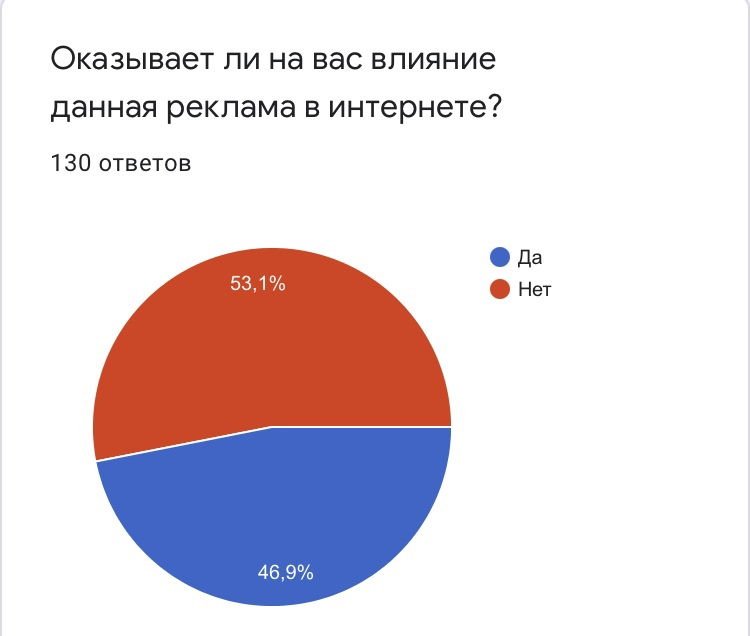 Оказывает ли на вас влияние
данная реклама в интернете?
130 ответов
Да
Нет
53,1%
46,9%